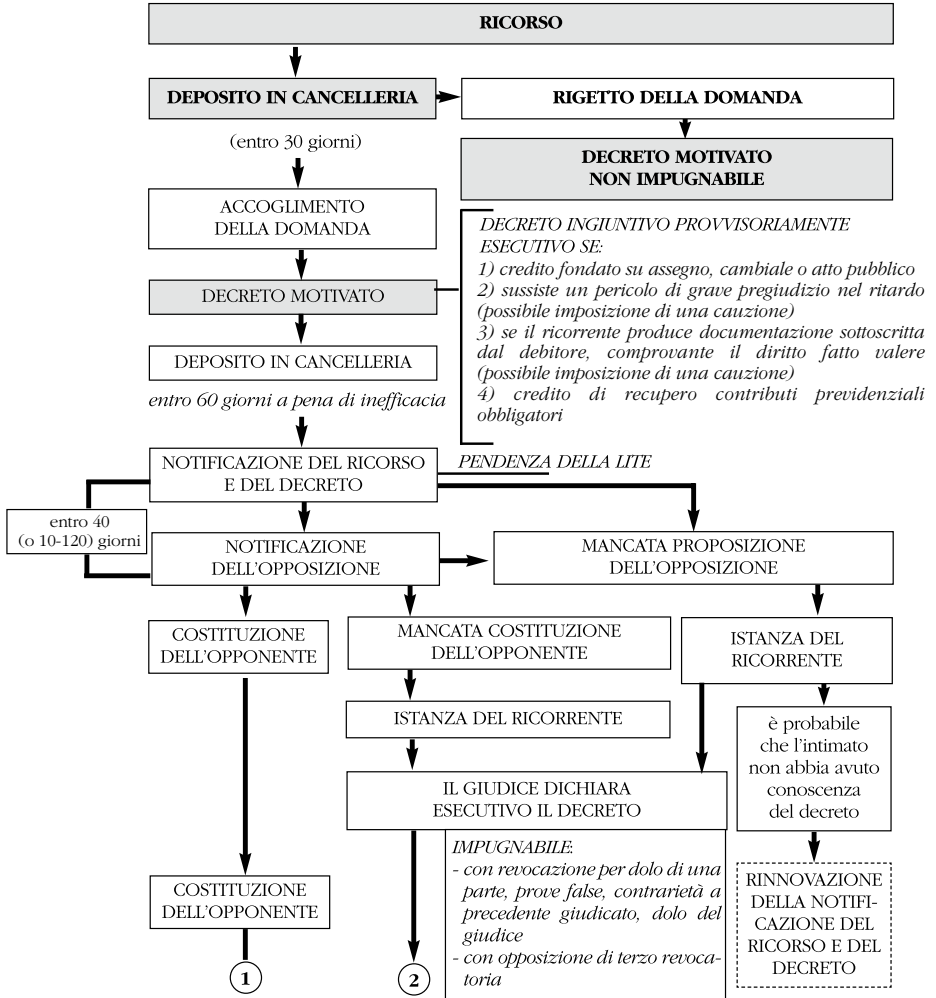 RICORSO
DEPOSITO IN CANCELLERIA
RIGETTO DELLA DOMANDA
(entro 30 giorni)
DECRETO MOTIVATO
NON IMPUGNABILE
ACCOGLIMENTO
DELLA DOMANDA
DECRETO INGIUNTIVO PROVVISORIAMENTE
ESECUTIVO SE:
1) credito fondato su assegno, cambiale o atto pubblico
2) sussiste un pericolo di grave pregiudizio nel ritardo
(possibile imposizione di una cauzione)
3) se il ricorrente produce documentazione sottoscritta
dal debitore, comprovante il diritto fatto valere
(possibile imposizione di una cauzione)
4) credito di recupero contributi previdenziali
obbligatori
DECRETO MOTIVATO
DEPOSITO IN CANCELLERIA
entro 60 giorni a pena di inefficacia
NOTIFICAZIONE DEL RICORSO
E DEL DECRETO
PENDENZA DELLA LITE
entro 40
(o 10-120) giorni
NOTIFICAZIONE
DELL'OPPOSIZIONE
MANCATA PROPOSIZIONE
DELL'OPPOSIZIONE
COSTITUZIONE
DELL'OPPONENTE
MANCATA COSTITUZIONE
DELL'OPPONENTE
ISTANZA DEL
RICORRENTE
ISTANZA DEL RICORRENTE
è probabile
che l'intimato
non abbia avuto
conoscenza
del decreto
IL GIUDICE DICHIARA
ESECUTIVO IL DECRETO
IMPUGNABILE:
- con revocazione per dolo di una
parte, prove false, contrarietà a
precedente giudicato, dolo del
giudice
- con opposizione di terzo revoca-
toria
RINNOVAZIONE
DELLA NOTIFI-
CAZIONE DEL
RICORSO E DEL
DECRETO
COSTITUZIONE
DELL'OPPONENTE
1
2